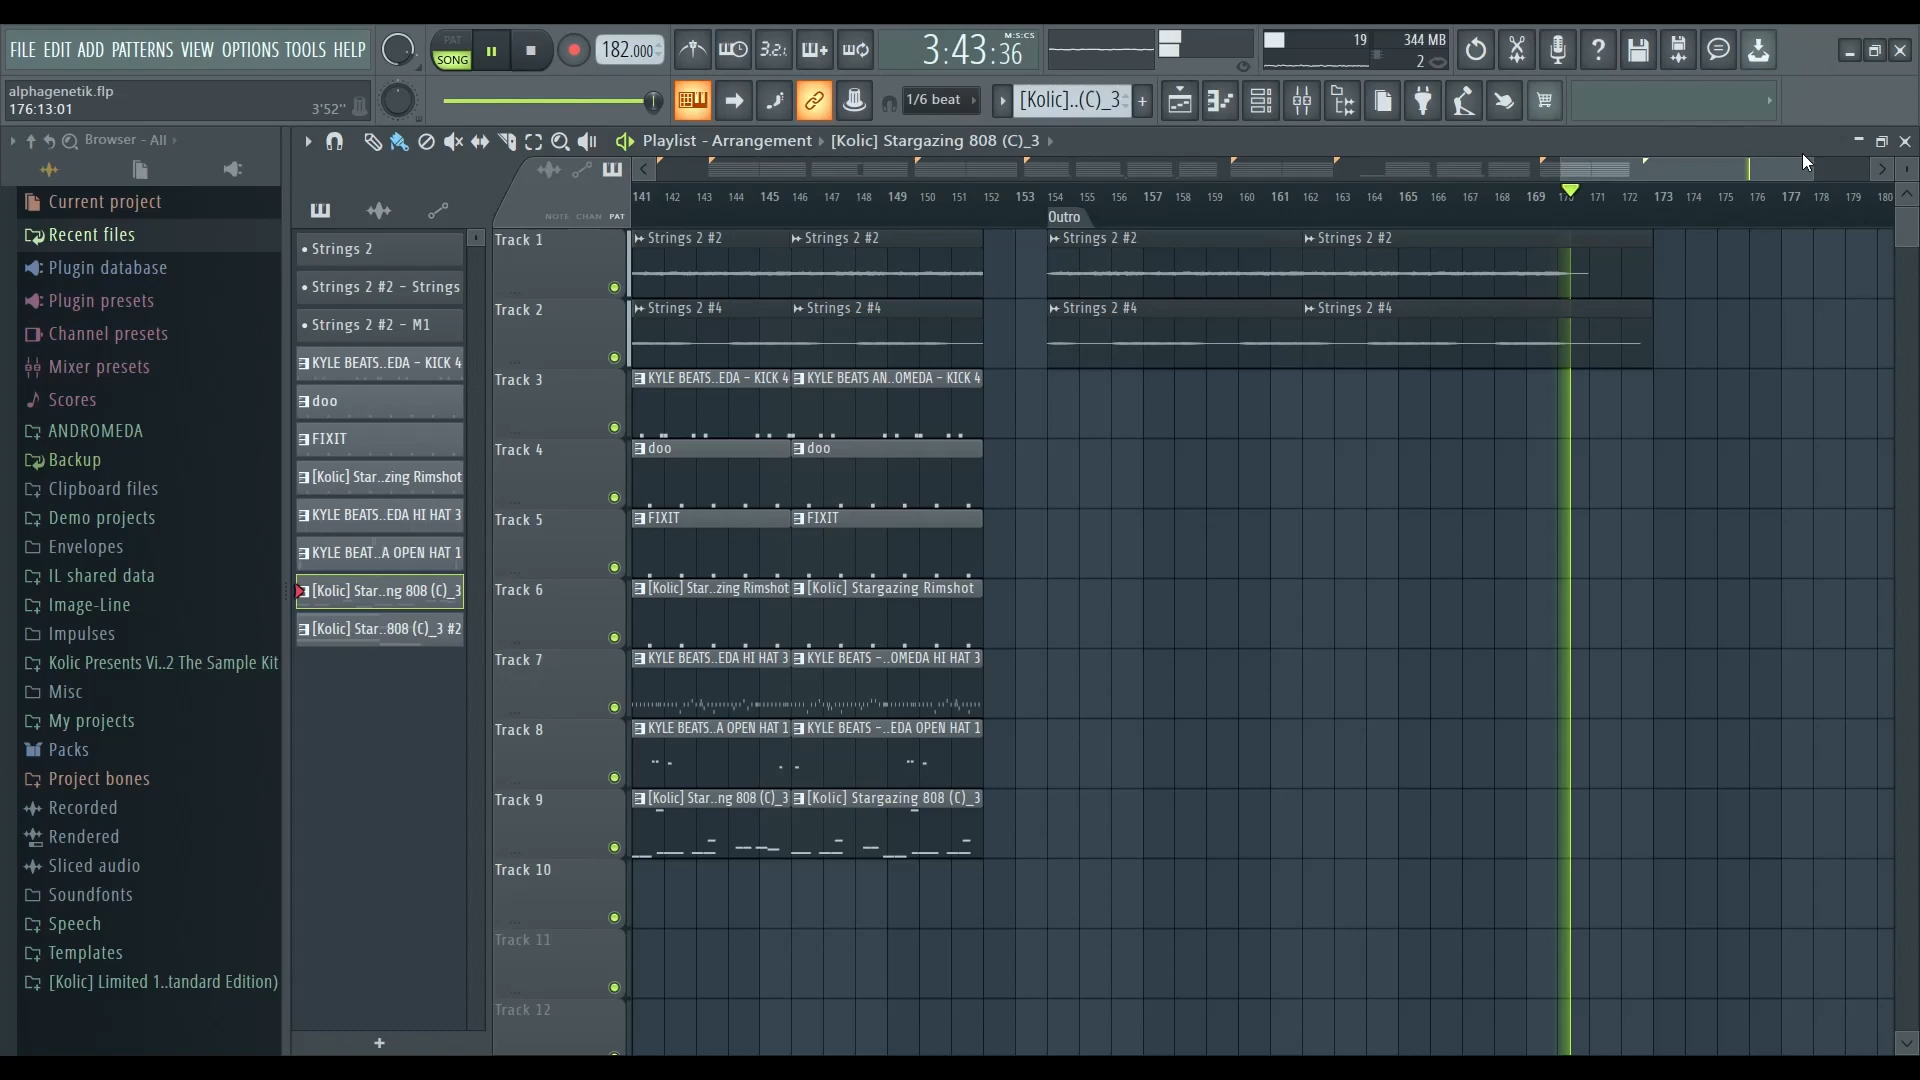 FILE EDIT ADD PATTERNS VIEW OPTIONS TOOLS HELP
PAT
SONG
182.000
3.2.
3:43:36
M:S:CS
19
344 MB
2
alphagenetik.flp
176:13:01
3'52"
1/6 beat
[Kolic]..(C)_3
Browser - All
Playlist - Arrangement
[Kolic] Stargazing 808 (C)_3
Current project
Recent files
Plugin database
Plugin presets
Channel presets
Mixer presets
Scores
ANDROMEDA
Backup
Clipboard files
Demo projects
Envelopes
IL shared data
Image-Line
Impulses
Kolic Presents Vi..2 The Sample Kit
Misc
My projects
Packs
Project bones
Recorded
Rendered
Sliced audio
Soundfonts
Speech
Templates
[Kolic] Limited 1..tandard Edition)
Strings 2
Strings 2 #2 - Strings
Strings 2 #2 - M1
KYLE BEATS..EDA - KICK 4
doo
FIXIT
[Kolic] Star..zing Rimshot
KYLE BEATS..EDA HI HAT 3
KYLE BEAT..A OPEN HAT 1
[Kolic] Star..ng 808 (C)_3
[Kolic] Star..808 (C)_3 #2
NOTE CHAN PAT
141 142 143 144 145 146 147 148 149 150 151 152 153 154 155 156 157 158 159 160 161 162 163 164 165 166 167 168 169 170 171 172 173 174 175 176 177 178 179 180
Outro
Track 1
Strings 2 #2
Strings 2 #2
Strings 2 #2
Strings 2 #2
Track 2
Strings 2 #4
Strings 2 #4
Strings 2 #4
Strings 2 #4
Track 3
KYLE BEATS..EDA - KICK 4
KYLE BEATS AN..OMEDA - KICK 4
Track 4
doo
doo
Track 5
FIXIT
FIXIT
Track 6
[Kolic] Star..zing Rimshot
[Kolic] Stargazing Rimshot
Track 7
KYLE BEATS..EDA HI HAT 3
KYLE BEATS -..OMEDA HI HAT 3
Track 8
KYLE BEATS..A OPEN HAT 1
KYLE BEATS -..EDA OPEN HAT 1
Track 9
[Kolic] Star..ng 808 (C)_3
[Kolic] Stargazing 808 (C)_3
Track 10
Track 11
Track 12